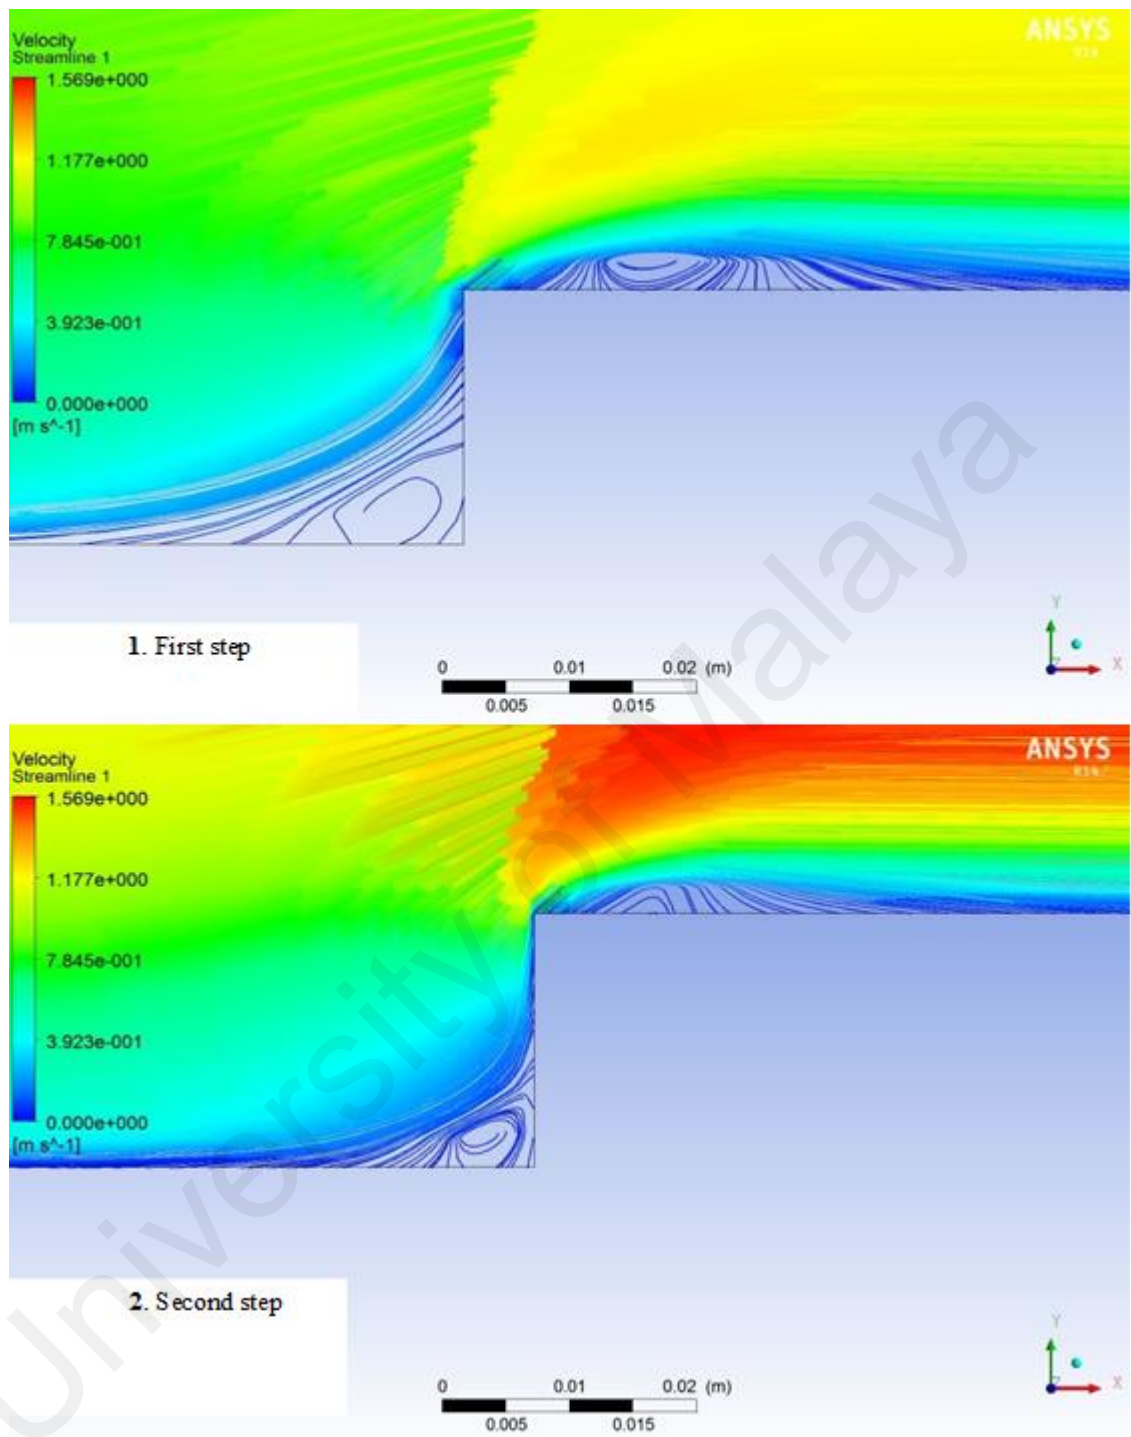 Velocity
Streamline 1
1.569e+000
1.177e+000
7.845e-001
3.923e-001
0.000e+000
[m s^-1]
ANSYS
Y
Z
X
1. First step
0 0.01 0.02 (m)
0.005 0.015
Velocity
Streamline 1
1.569e+000
1.177e+000
7.845e-001
3.923e-001
0.000e+000
[m s^-1]
ANSYS
Y
Z
X
2. Second step
0 0.01 0.02 (m)
0.005 0.015
University of Malaya